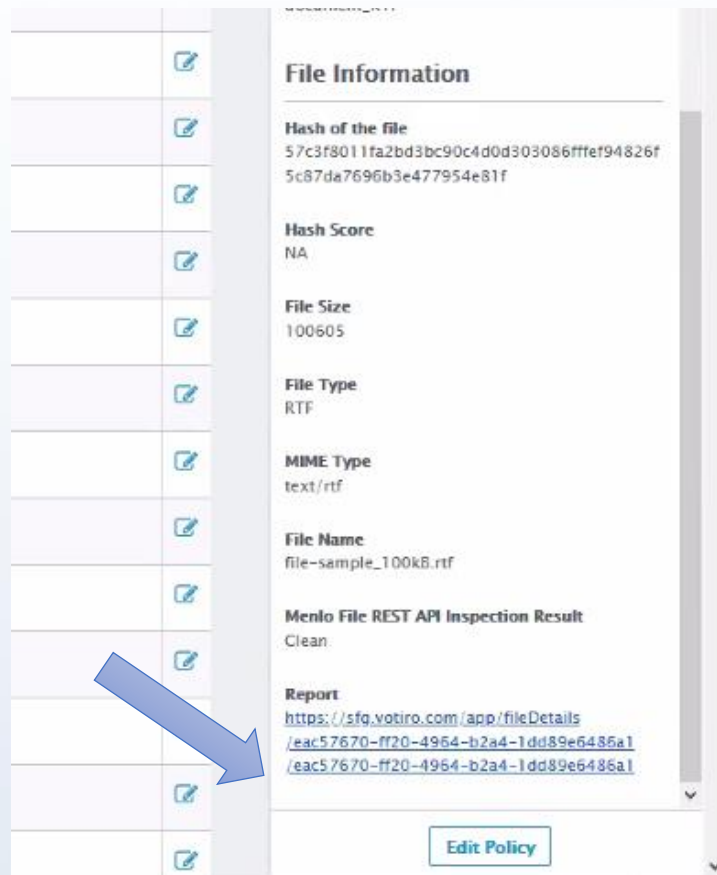 File Information
Hash of the file
57c3f8011fa2bd3bc90c4d0d303086fffef94826f
5c87da7696b3e477954e81f
Hash Score
NA
File Size
100605
File Type
RTF
MIME Type
text/rtf
File Name
file-sample_100kB.rtf
Menlo File REST API Inspection Result
Clean
Report
https://sfg.votiro.com/app/fileDetails
/eac57670-ff20-4964-b2a4-1dd89e6486a1
/eac57670-ff20-4964-b2a4-1dd89e6486a1
Edit Policy